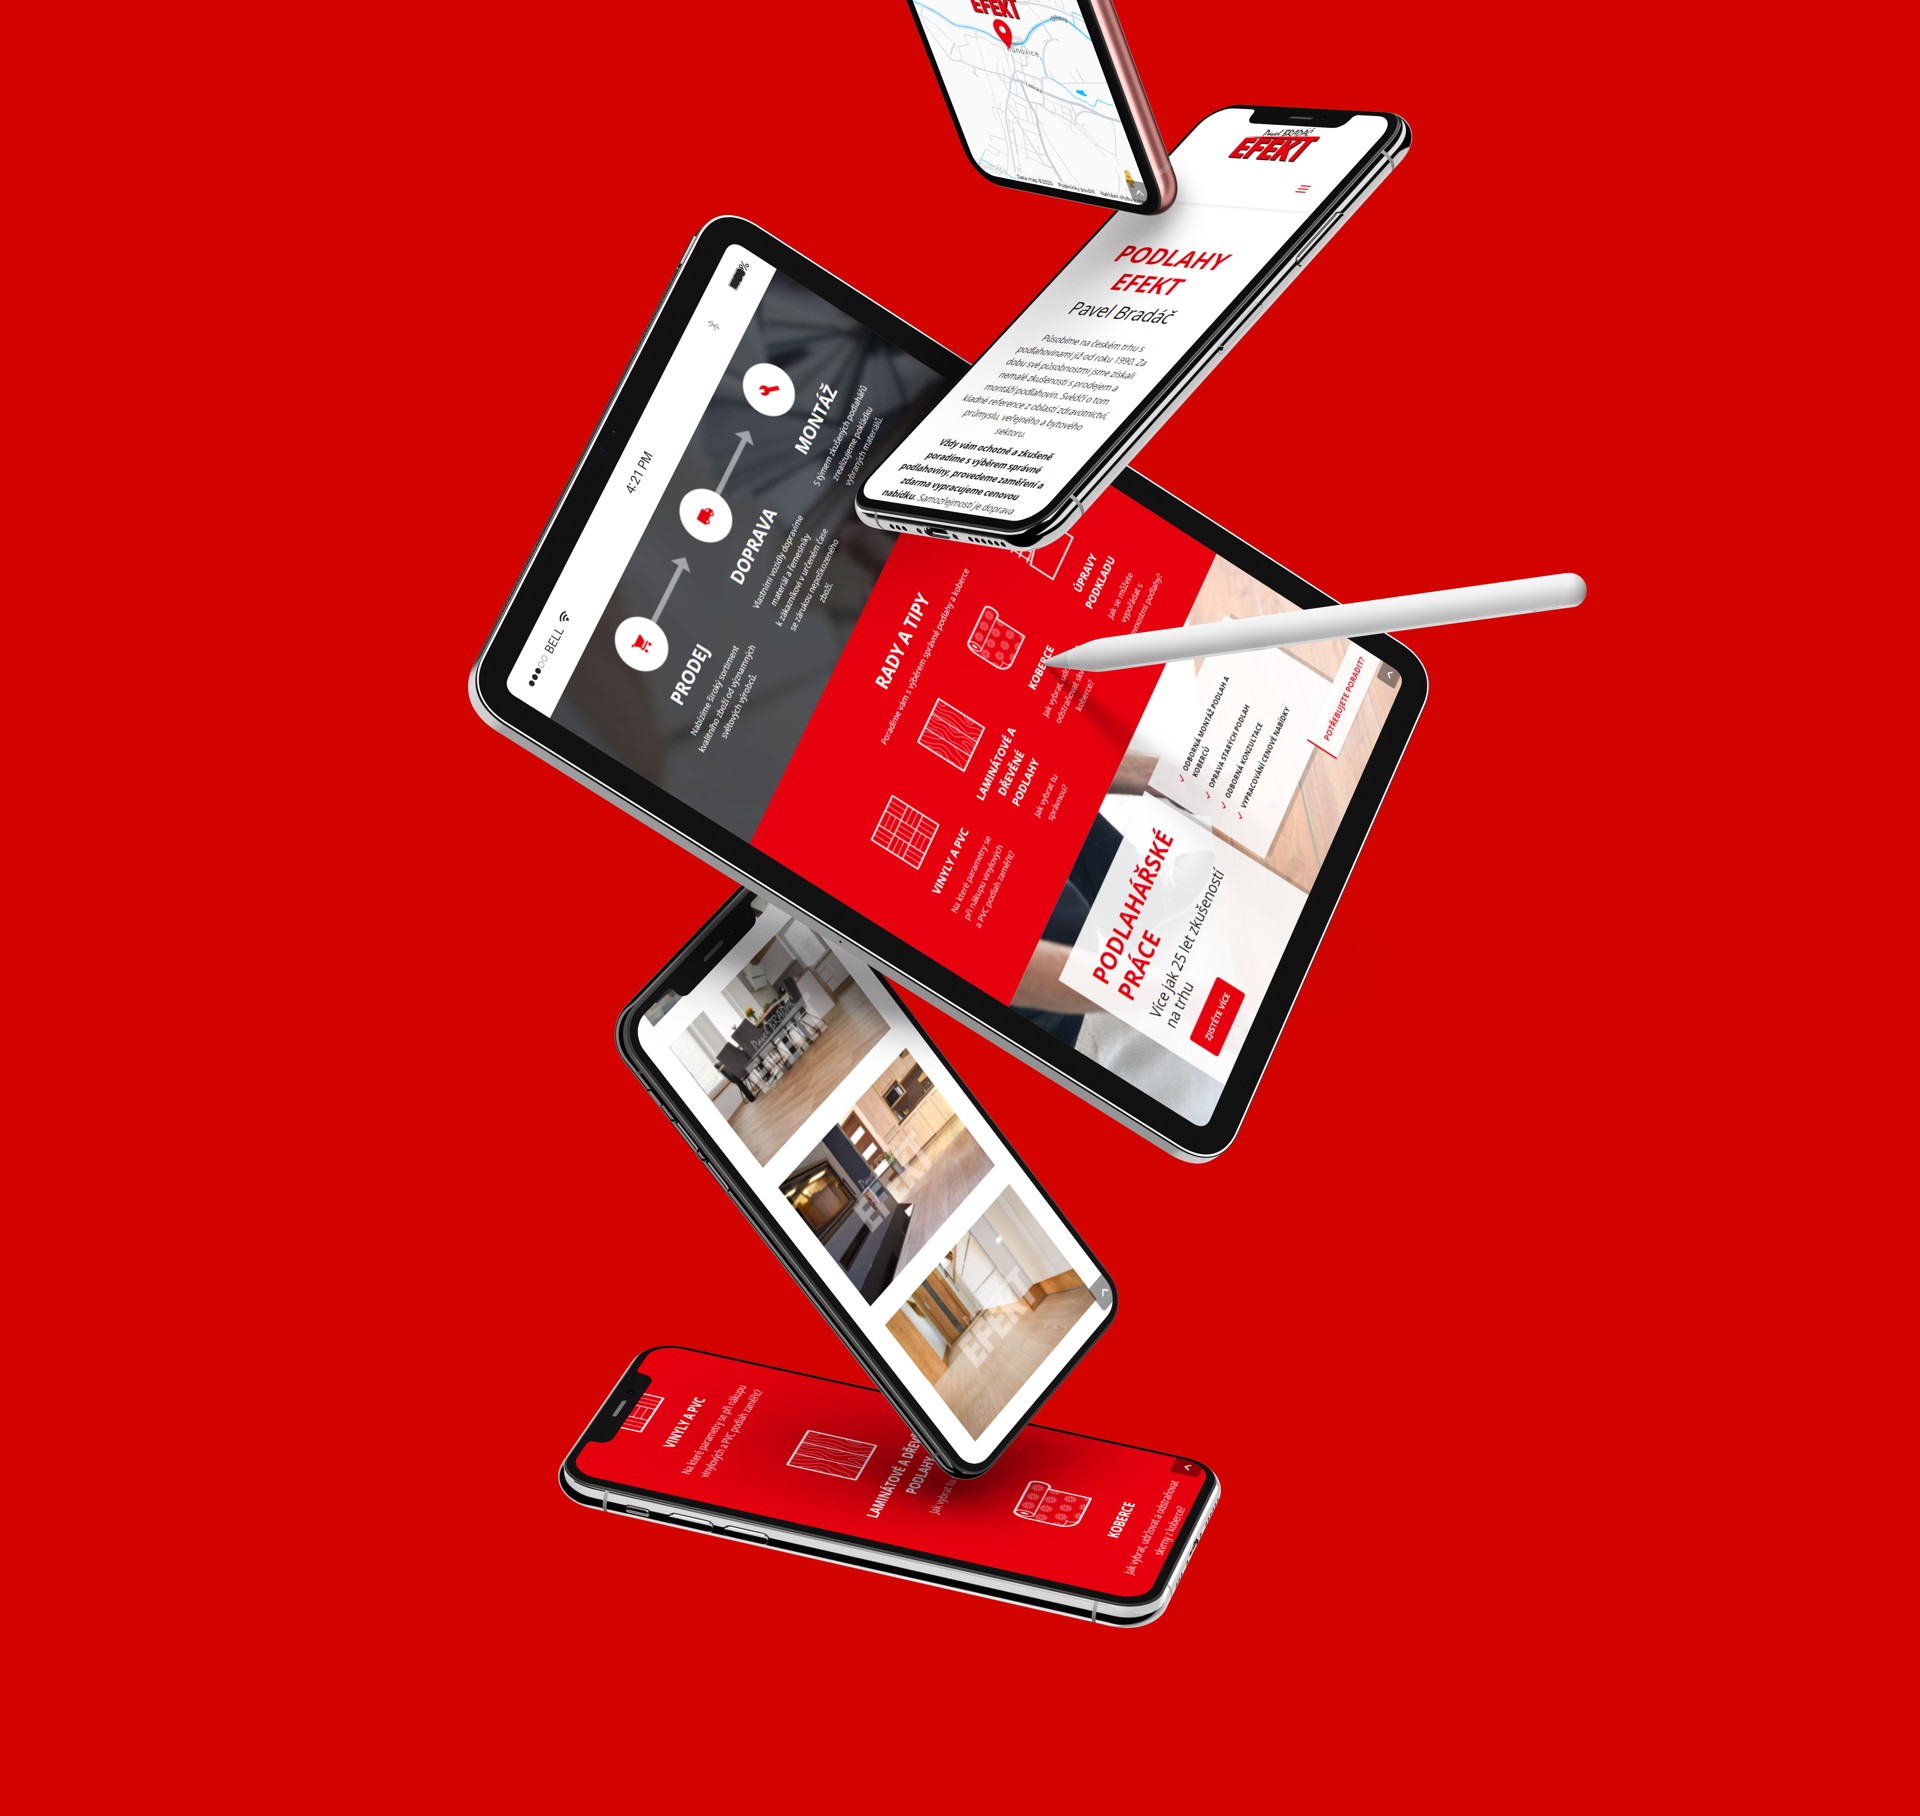 EFEKT
Kunovice
Pavel BRADÁČ
EFEKT
PODLAHY
EFEKT
Pavel Bradáč
Působíme na českém trhu s
podlahovinami již od roku 1990. Za
dobu své působnosti jsme získali
nemalé zkušenosti s prodejem a
montáží podlahovin. Svědčí o tom
kladné reference z oblasti zdravotnictví,
průmyslu, veřejného a bytového
sektoru.
Vždy vám ochotně a zkušeně
poradíme s výběrem správné
podlahoviny, provedeme zaměření a
zdarma vypracujeme cenovou
nabídku. Samozřejmostí je doprava
BELL
4:21 PM
%
PRODEJ
Nabízíme široký sortiment
kvalitního zboží od významných
světových výrobců.
DOPRAVA
Vlastními vozidly dopravíme
materiál a řemeslníky
k zákazníkovi v určeném čase
se zárukou nepoškozeného
zboží.
MONTÁŽ
S týmem zkušených podlahářů
zrealizujeme pokládku
vybraných materiálů.
RADY A TIPY
Poradíme vám s výběrem správné podlahy a koberce
VINYLY A PVC
Na které parametry se
při nákupu vinylových
a PVC podlah zaměřit?
LAMINÁTOVÉ A
DŘEVĚNÉ
PODLAHY
Jak vybrat tu
správnou?
KOBERCE
Jak vybrat,
odstraňovat
koberce?
ÚPRAVY
PODKLADU
Jak se můžete
vypořádat s
podlahy?
PODLAHÁŘSKÉ
PRÁCE
Více jak 25 let zkušeností
na trhu
ZJISTĚTE VÍCE
ODBORNÁ MONTÁŽ PODLAH A
KOBERCŮ
OPRAVA STARÝCH PODLAH
ODBORNÁ KONZULTACE
VYPRACOVÁNÍ CENOVÉ NABÍDKY
POTŘEBUJETE PORADIT?
Pavel BRADÁČ
EFEKT
EFEKT
EFEKT
VINYLY A PVC
Na které parametry se při nákupu
vinylových a PVC podlah zaměřit?
LAMINÁTOVÉ A
PODLAHY
Jak vybrat
KOBERCE
Jak vybrat, udržovat a odstraňovat
skvrny z koberce?